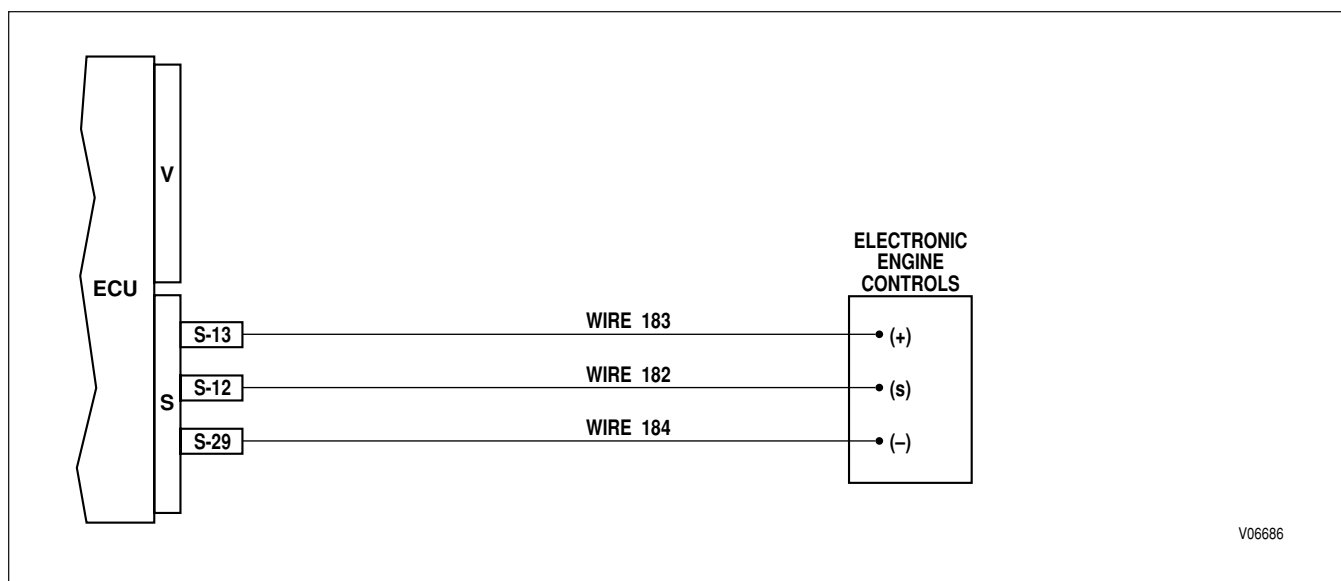 V
ECU
S
ELECTRONIC
ENGINE
CONTROLS
S-13
WIRE 183
(+)
S-12
WIRE 182
(s)
S-29
WIRE 184
(–)
V06686